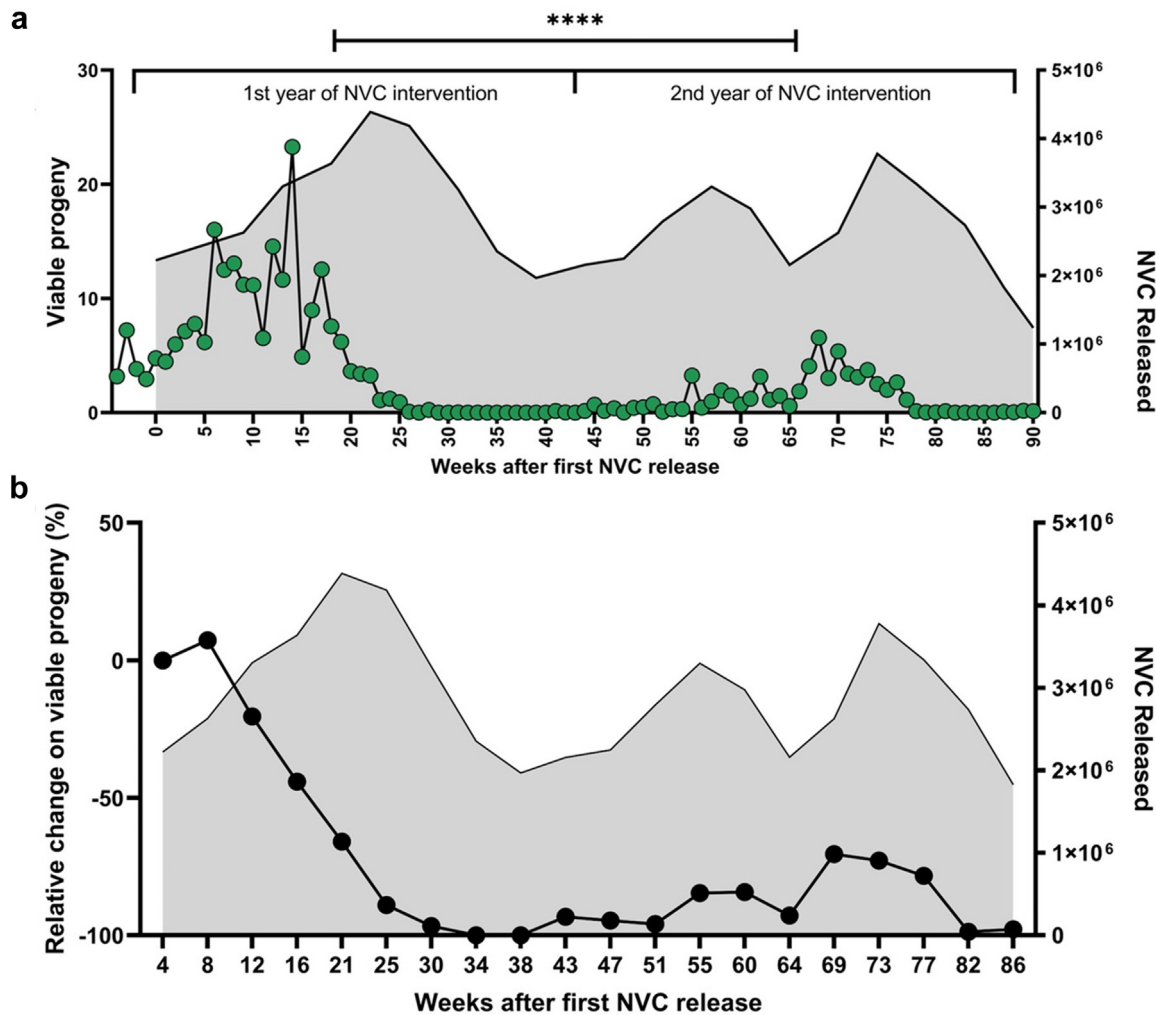 a
****
1st year of NVC intervention
2nd year of NVC intervention
Viable progeny
30
20
10
0
5×10⁶
4×10⁶
3×10⁶
2×10⁶
1×10⁶
0
NVC Released
0 5 10 15 20 25 30 35 40 45 50 55 60 65 70 75 80 85 90
Weeks after first NVC release
b
Relative change on viable progeny (%)
50
0
-50
-100
5×10⁶
4×10⁶
3×10⁶
2×10⁶
1×10⁶
0
NVC Released
4 8 12 16 21 25 30 34 38 43 47 51 55 60 64 69 73 77 82 86
Weeks after first NVC release